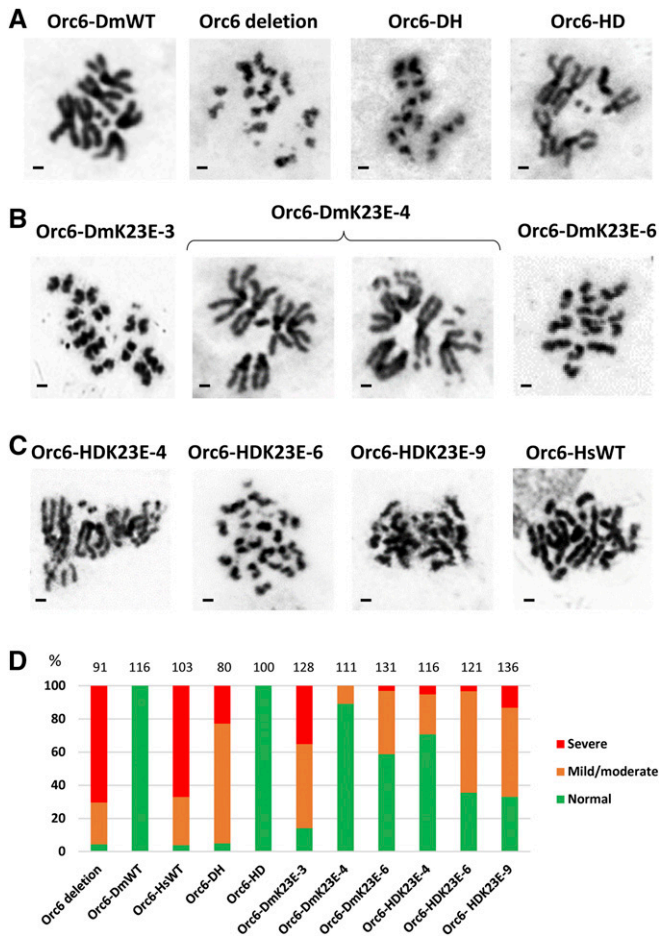 A
Orc6-DmWT Orc6 deletion Orc6-DH Orc6-HD
B
Orc6-DmK23E-3 Orc6-DmK23E-4 Orc6-DmK23E-6
C
Orc6-HDK23E-4 Orc6-HDK23E-6 Orc6-HDK23E-9 Orc6-HsWT
D
% 91 116 103 80 100 128 111 131 116 121 136
100
80
60
40
20
0
Severe
Mild/moderate
Normal
Orc6 deletion Orc6-DmWT Orc6-HsWT Orc6-DH Orc6-HD Orc6-DmK23E-3 Orc6-DmK23E-4 Orc6-DmK23E-6 Orc6-HDK23E-4 Orc6-HDK23E-6 Orc6- HDK23E-9